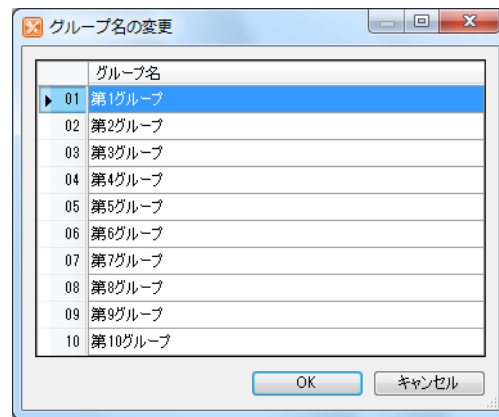 グループ名の変更
グループ名
01 第1グループ
02 第2グループ
03 第3グループ
04 第4グループ
05 第5グループ
06 第6グループ
07 第7グループ
08 第8グループ
09 第9グループ
10 第10グループ
OK キャンセル